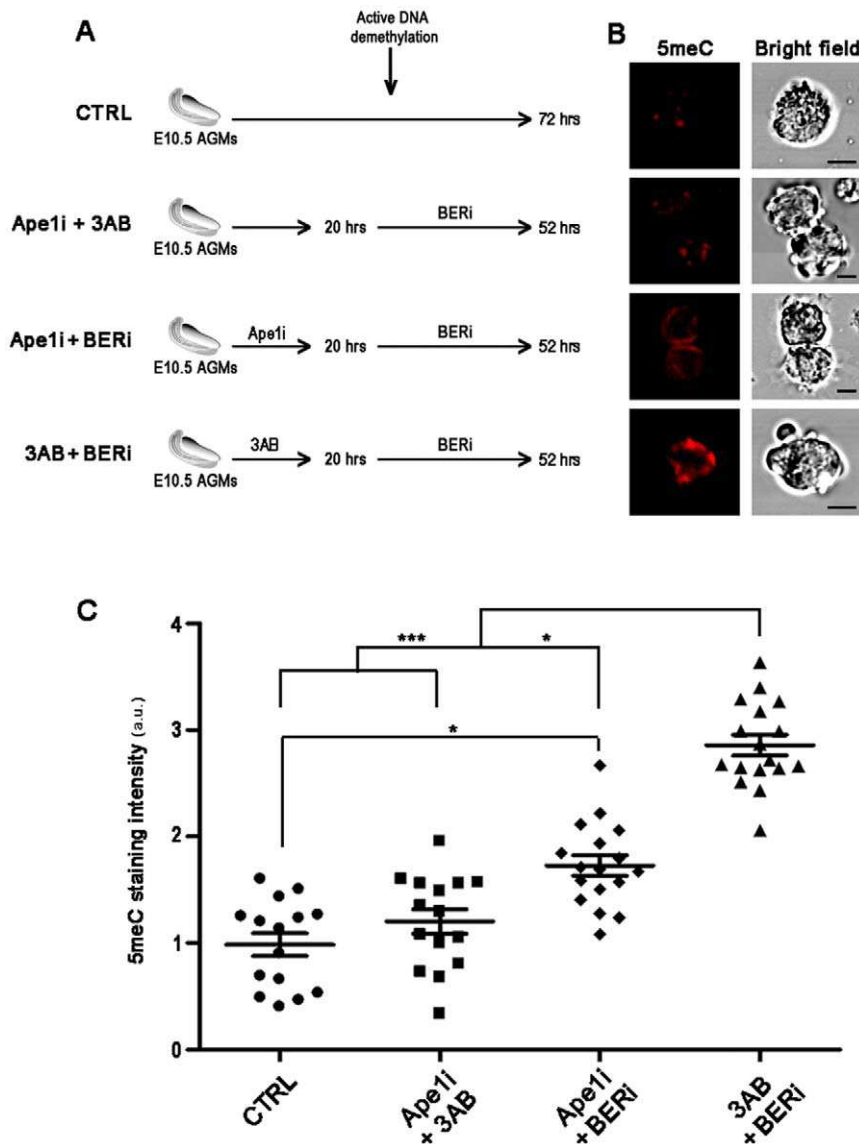 A
Active DNA
demethylation
CTRL
E10.5 AGMs
72 hrs
Ape1i + 3AB
E10.5 AGMs
20 hrs
BERi
52 hrs
Ape1i + BERi
E10.5 AGMs
Ape1i
20 hrs
BERi
52 hrs
3AB + BERi
E10.5 AGMs
3AB
20 hrs
BERi
52 hrs
B
5meC Bright field
C
5meC staining intensity (a.u.)
4
3
2
1
0
***
*
*
CTRL
Ape1i
+ 3AB
Ape1i
+ BERi
3AB
+ BERi